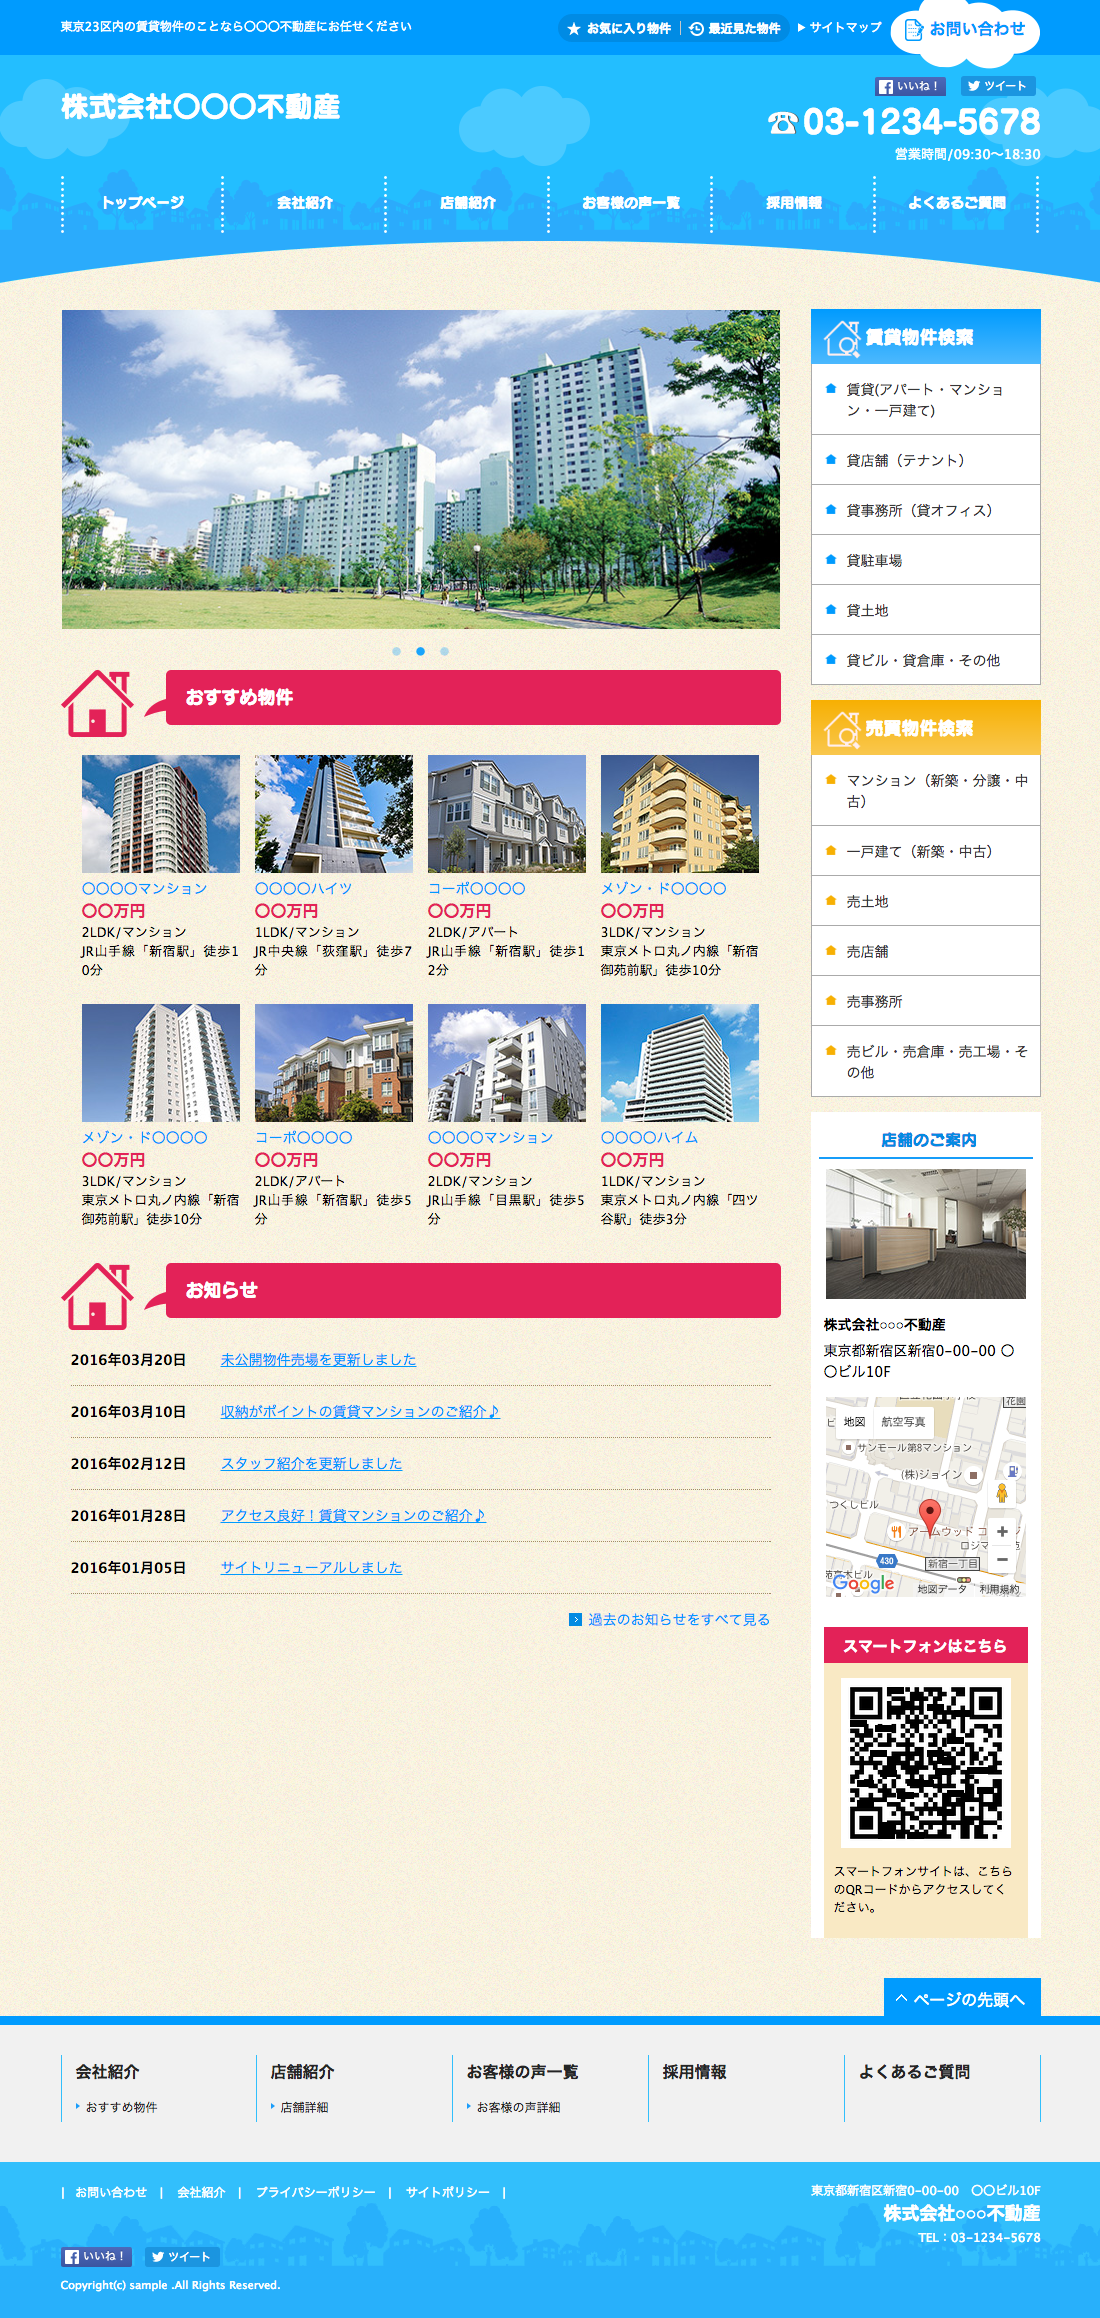 東京23区内の賃貸物件のことなら〇〇〇不動産にお任せください
お気に入り物件
最近見た物件
サイトマップ
お問い合わせ
いいね！
ツイート
株式会社〇〇〇不動産
03-1234-5678
営業時間/09:30〜18:30
トップページ
会社紹介
店舗紹介
お客様の声一覧
採用情報
よくあるご質問
賃貸物件検索
賃貸(アパート・マンショ
ン・一戸建て)
貸店舗（テナント）
貸事務所（貸オフィス）
貸駐車場
貸土地
貸ビル・貸倉庫・その他
おすすめ物件
〇〇〇〇マンション
〇〇万円
2LDK/マンション
JR山手線「新宿駅」徒歩1
0分
〇〇〇〇ハイツ
〇〇万円
1LDK/マンション
JR中央線「荻窪駅」徒歩7
分
コーポ〇〇〇〇
〇〇万円
2LDK/アパート
JR山手線「新宿駅」徒歩1
2分
メゾン・ド〇〇〇〇
〇〇万円
3LDK/マンション
東京メトロ丸ノ内線「新宿
御苑前駅」徒歩10分
メゾン・ド〇〇〇〇
〇〇万円
3LDK/マンション
東京メトロ丸ノ内線「新宿
御苑前駅」徒歩10分
コーポ〇〇〇〇
〇〇万円
2LDK/アパート
JR山手線「新宿駅」徒歩5
分
〇〇〇〇マンション
〇〇万円
2LDK/マンション
JR山手線「目黒駅」徒歩5
分
〇〇〇〇ハイム
〇〇万円
1LDK/マンション
東京メトロ丸ノ内線「四ツ
谷駅」徒歩3分
売買物件検索
マンション（新築・分譲・中
古）
一戸建て（新築・中古）
売土地
売店舗
売事務所
売ビル・売倉庫・売工場・そ
の他
お知らせ
2016年03月20日 未公開物件売場を更新しました
2016年03月10日 収納がポイントの賃貸マンションのご紹介♪
2016年02月12日 スタッフ紹介を更新しました
2016年01月28日 アクセス良好！賃貸マンションのご紹介♪
2016年01月05日 サイトリニューアルしました
過去のお知らせをすべて見る
店舗のご案内
株式会社○○○不動産
東京都新宿区新宿0-00-00 〇
〇ビル10F
花園
地図
航空写真
サンモール第8マンション
(株)ジョイン
つくしビル
アームウッド コ
ロジマ
430
新宿一丁目
Google
地図データ
利用規約
スマートフォンはこちら
スマートフォンサイトは、こちら
のQRコードからアクセスしてく
ださい。
ページの先頭へ
会社紹介
おすすめ物件
店舗紹介
店舗詳細
お客様の声一覧
お客様の声詳細
採用情報
よくあるご質問
| お問い合わせ | 会社紹介 | プライバシーポリシー | サイトポリシー |
東京都新宿区新宿0-00-00 〇〇ビル10F
株式会社○○○不動産
TEL：03-1234-5678
いいね！
ツイート
Copyright(c) sample .All Rights Reserved.